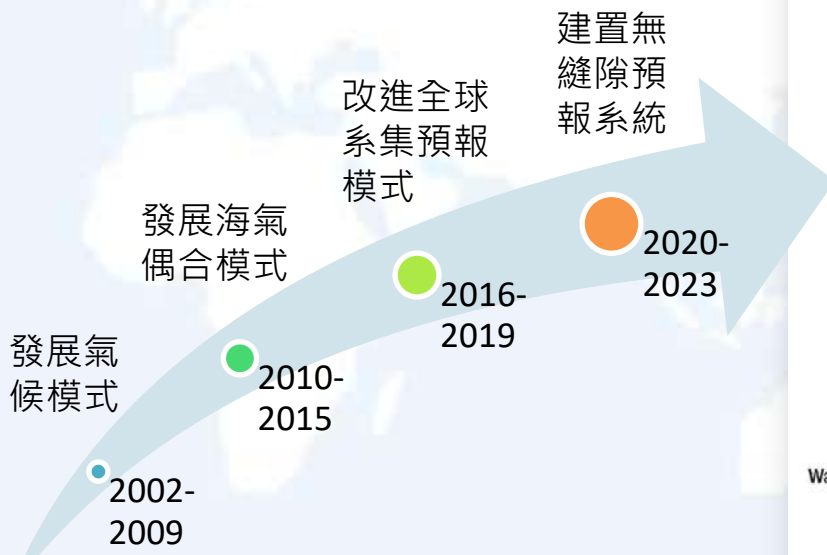 發展氣
候模式
2002-
2009
發展海氣
偶合模式
2010-
2015
改進全球
系集預報
模式
2016-
2019
建置無
縫隙預
報系統
2020-
2023